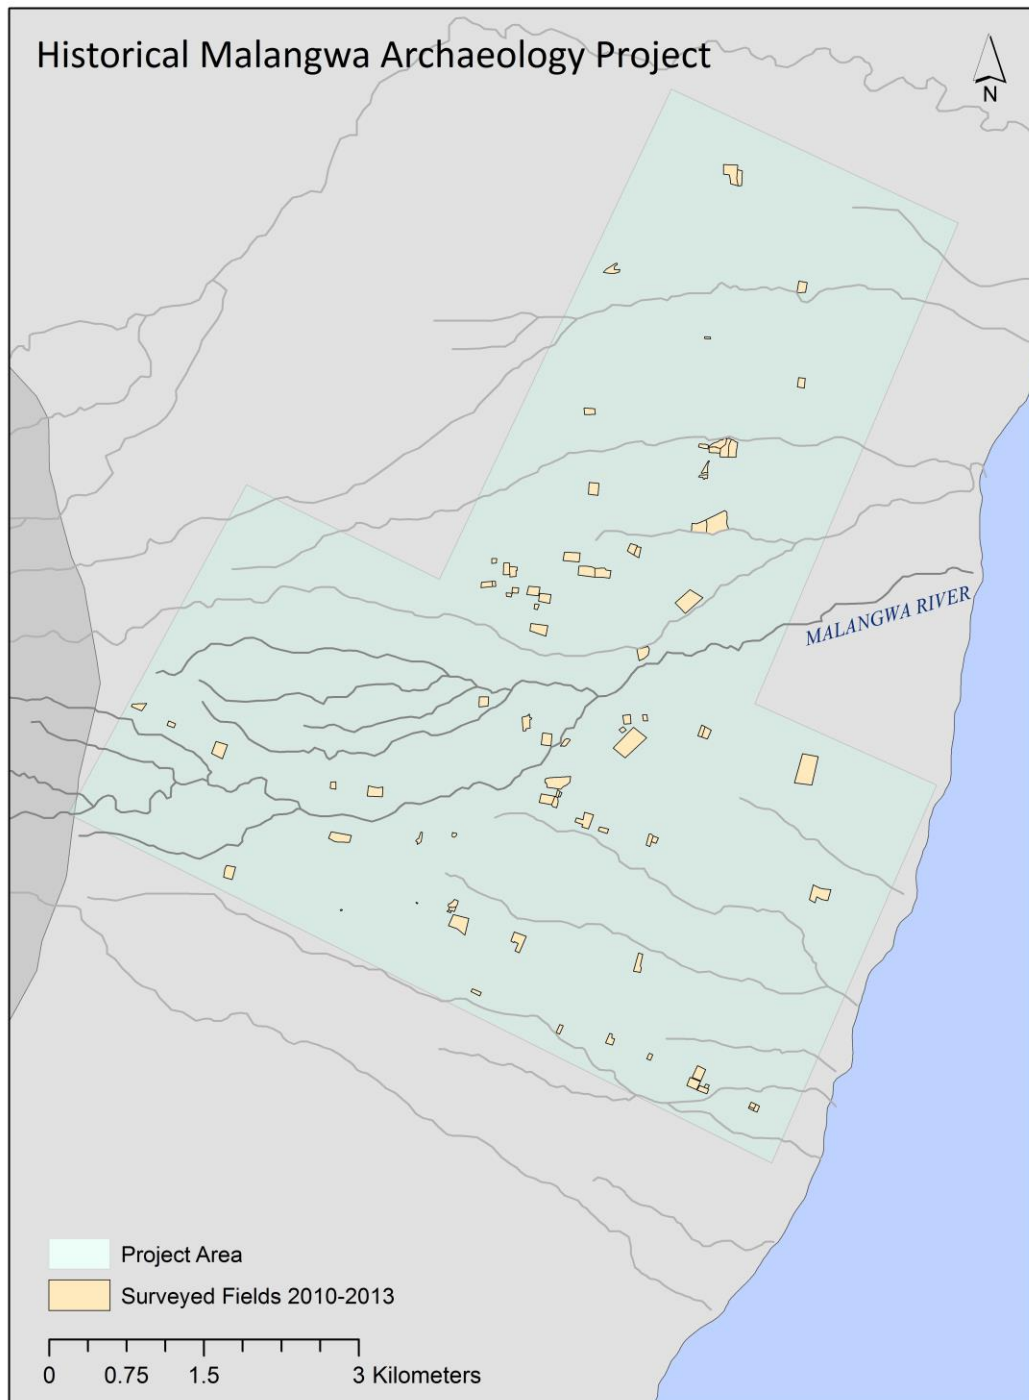 Historical Malangwa Archaeology Project
N
MALANGWA RIVER
Project Area
Surveyed Fields 2010-2013
0 0.75 1.5 3 Kilometers